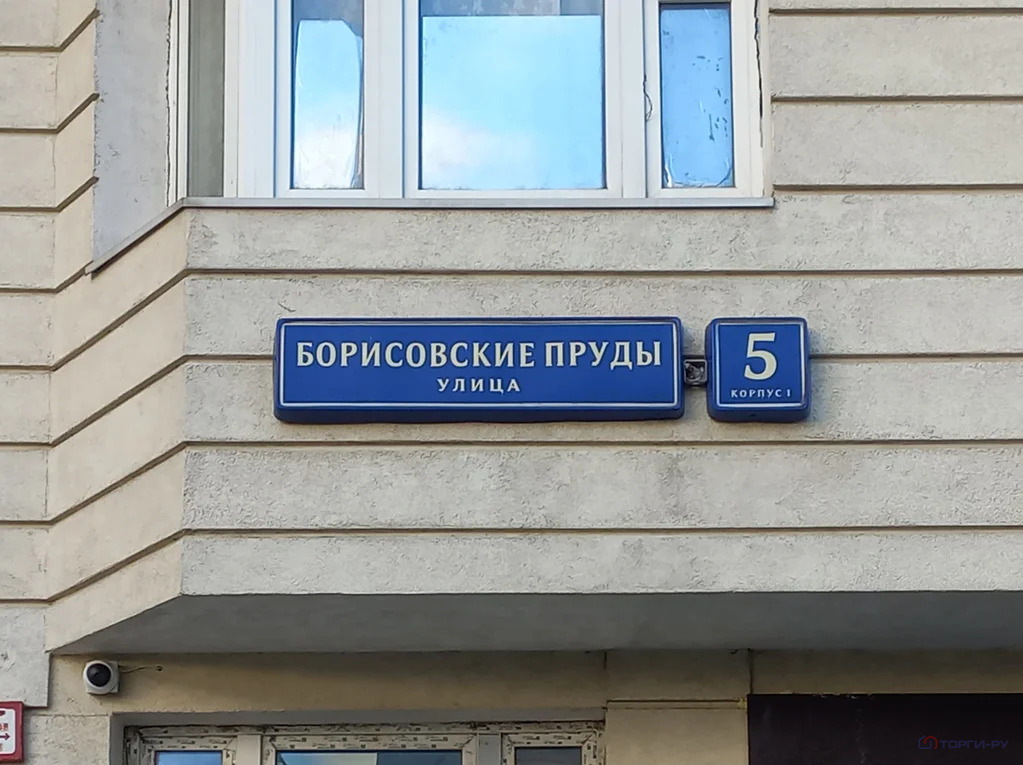 БОРИСОВСКИЕ ПРУДЫ
УЛИЦА
5
КОРПУС 1
ТОРГИ-РУ